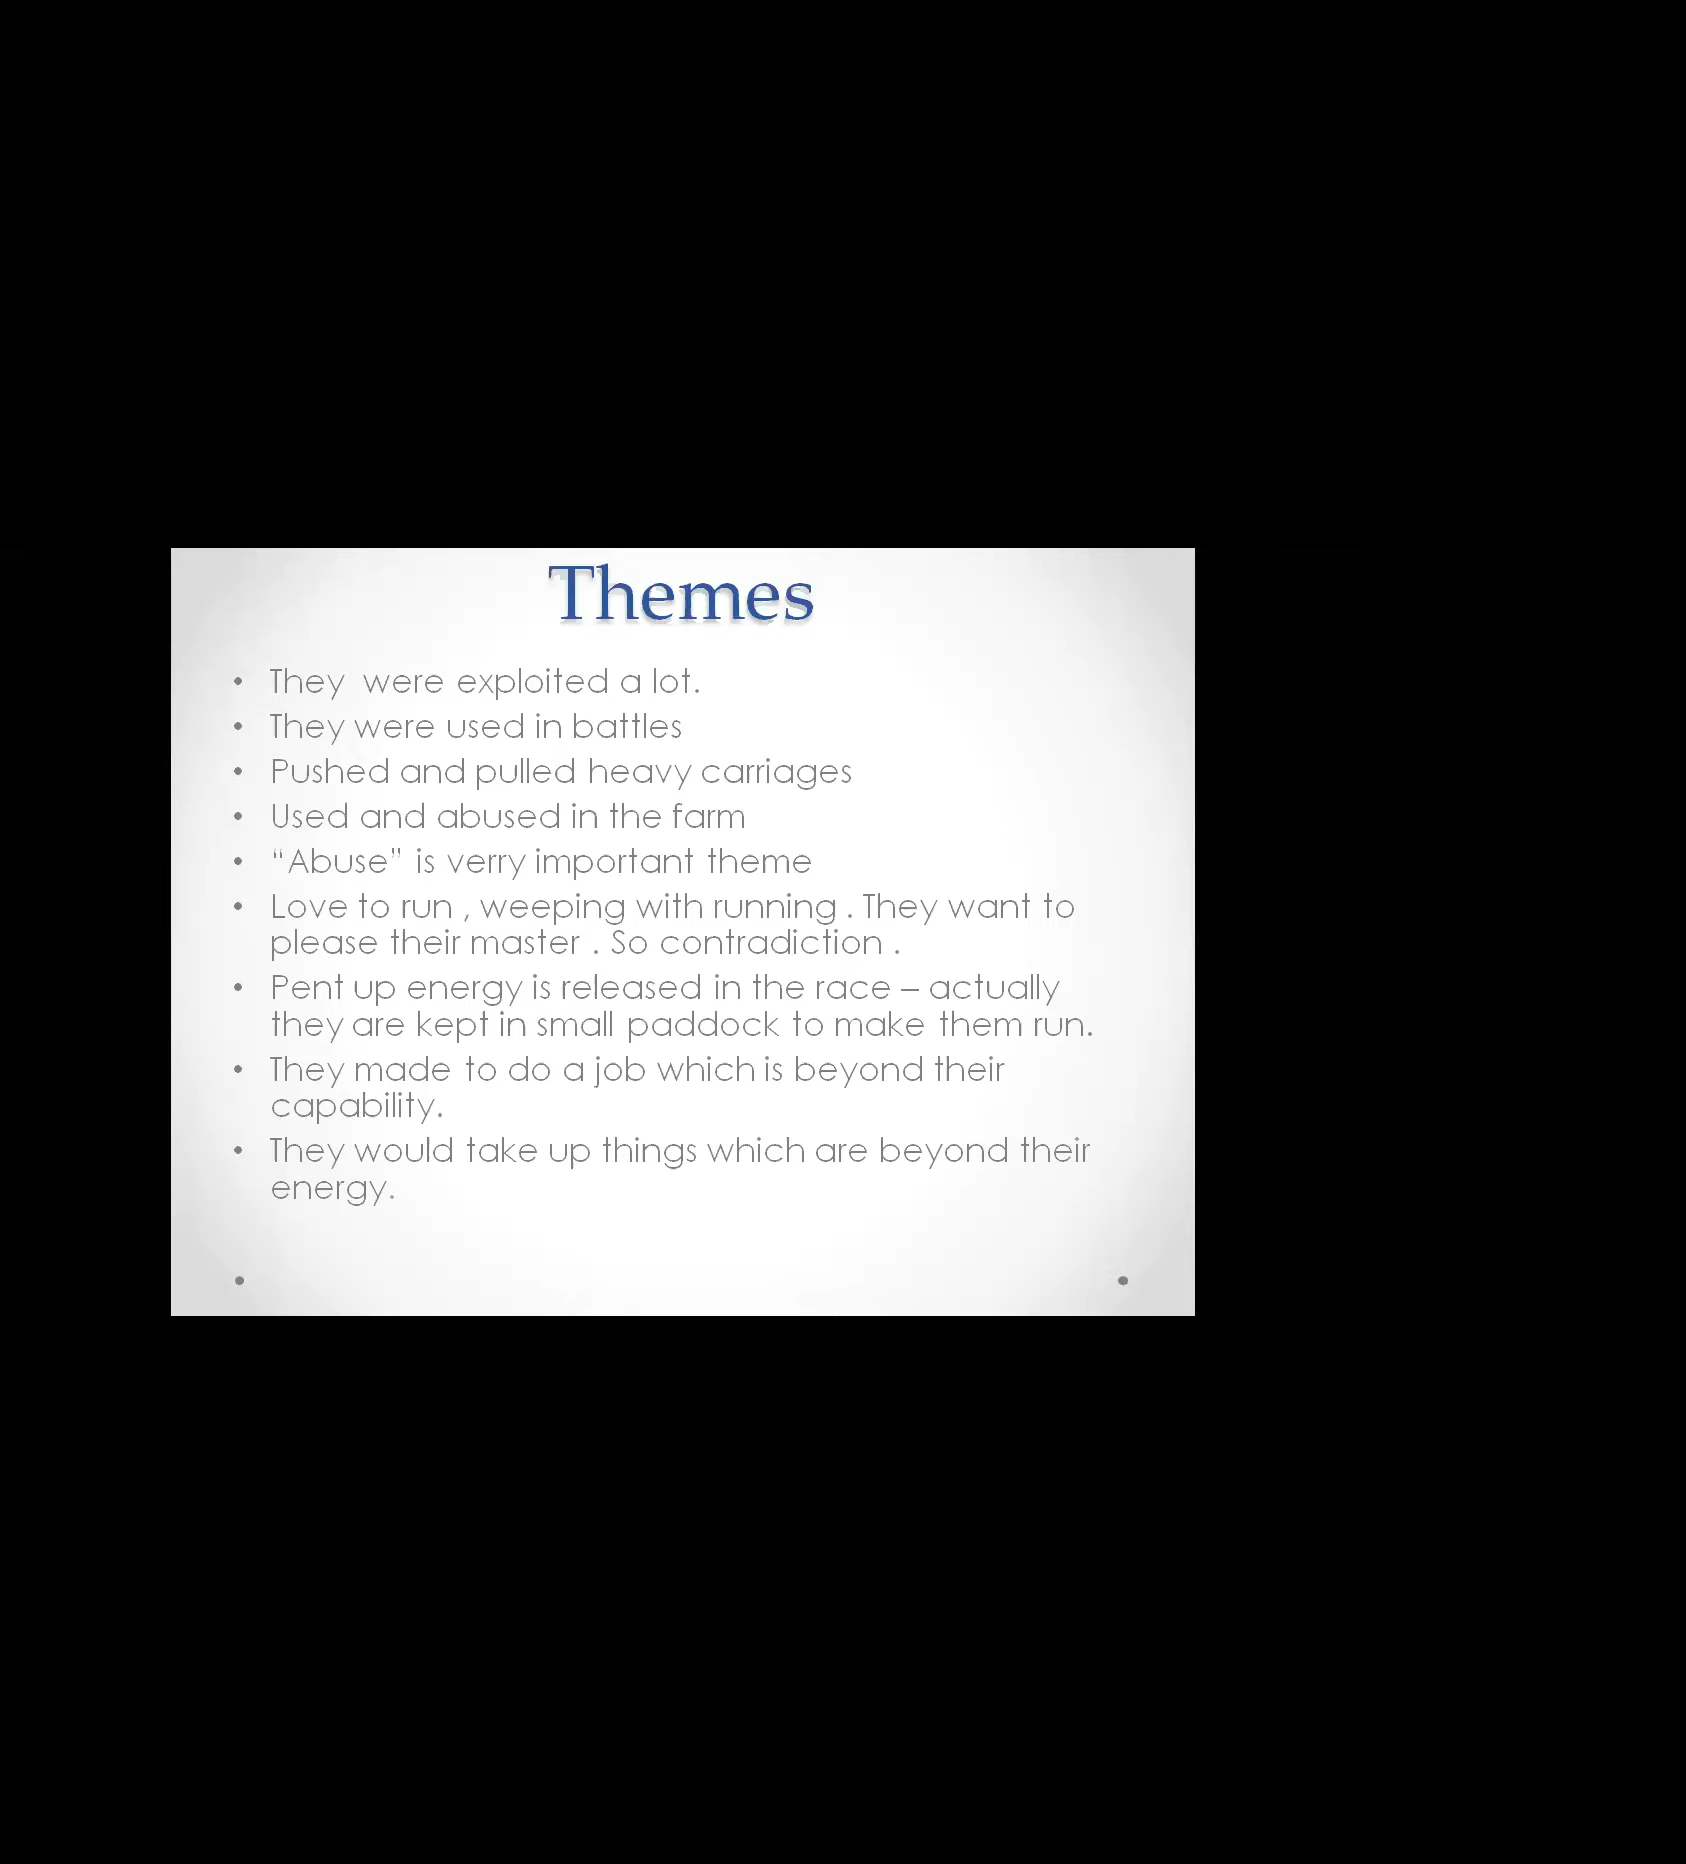 Themes
• They were exploited a lot.
• They were used in battles
• Pushed and pulled heavy carriages
• Used and abused in the farm
• “Abuse” is verry important theme
• Love to run , weeping with running . They want to
please their master . So contradiction .
• Pent up energy is released in the race – actually
they are kept in small paddock to make them run.
• They made to do a job which is beyond their
capability.
• They would take up things which are beyond their
energy.